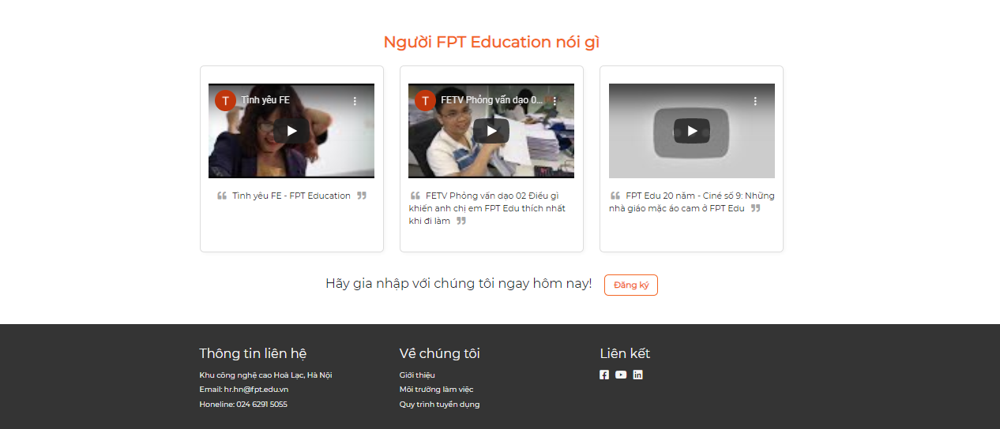 Người FPT Education nói gì
T Tình yêu FE
T FETV Phỏng vấn dạo 0...
❝ Tình yêu FE - FPT Education ❞
❝ FETV Phỏng vấn dạo 02 Điều gì
khiến anh chị em FPT Edu thích nhất
khi đi làm ❞
❝ FPT Edu 20 năm - Ciné số 9: Những
nhà giáo mặc áo cam ở FPT Edu ❞
Hãy gia nhập với chúng tôi ngay hôm nay! Đăng ký
Thông tin liên hệ
Khu công nghệ cao Hoà Lạc, Hà Nội
Email: hr.hn@fpt.edu.vn
Honeline: 024 6291 5055
Về chúng tôi
Giới thiệu
Môi trường làm việc
Quy trình tuyển dụng
Liên kết